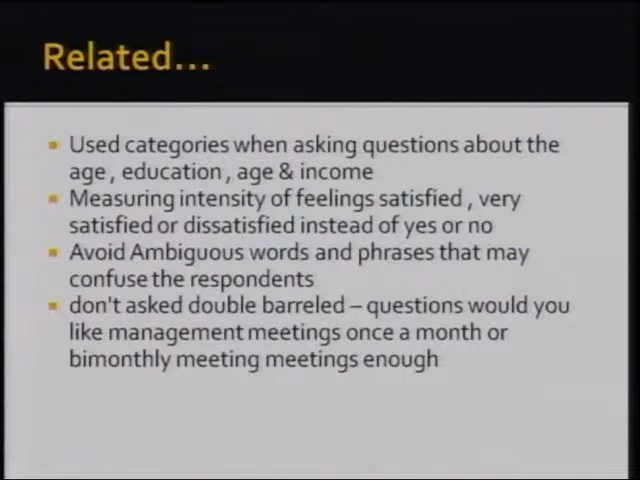 Related...
Used categories when asking questions about the
age , education , age & income
Measuring intensity of feelings satisfied , very
satisfied or dissatisfied instead of yes or no
Avoid Ambiguous words and phrases that may
confuse the respondents
don't asked double barreled – questions would you
like management meetings once a month or
bimonthly meeting meetings enough